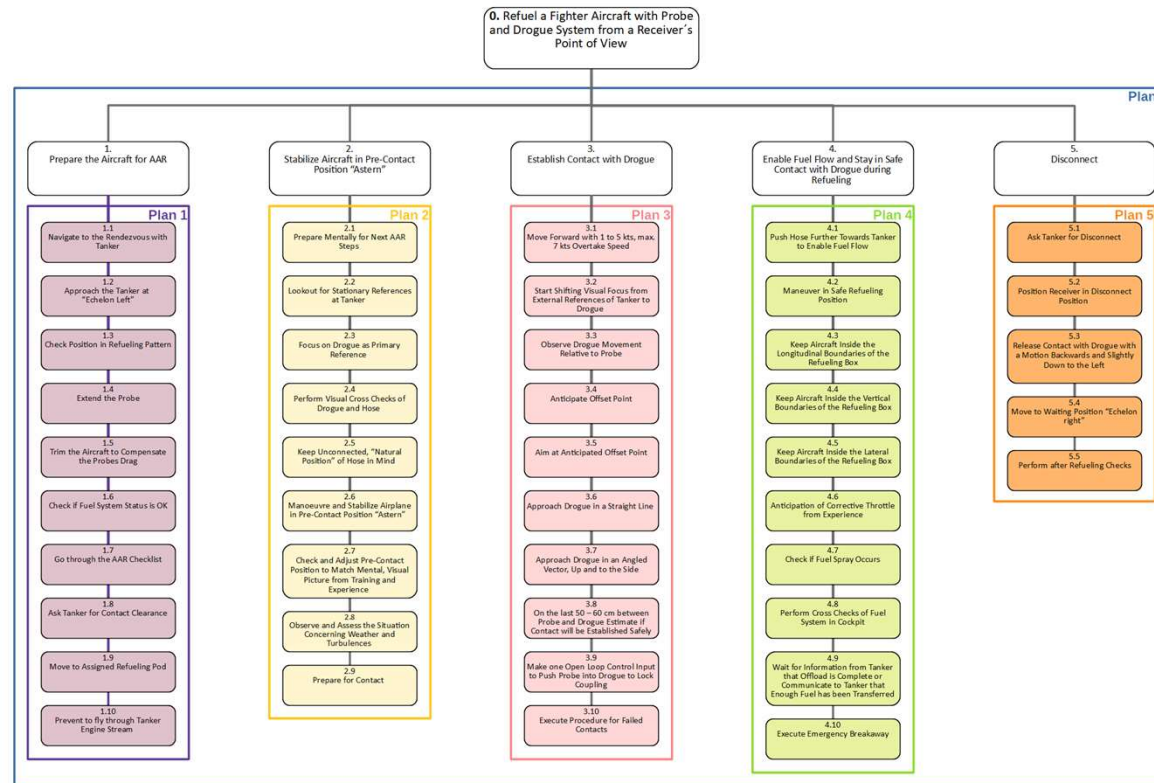 0. Refuel a Fighter Aircraft with Probe
and Drogue System from a Receiver´s
Point of View
Plan
1.
Prepare the Aircraft for AAR
2.
Stabilize Aircraft in Pre-Contact
Position “Astern”
3.
Establish Contact with Drogue
4.
Enable Fuel Flow and Stay in Safe
Contact with Drogue during
Refueling
5.
Disconnect
Plan 1
1.1
Navigate to the Rendezvous with
Tanker
1.2
Approach the Tanker at
“Echelon Left”
1.3
Check Position in Refueling Pattern
1.4
Extend the Probe
1.5
Trim the Aircraft to Compensate
the Probes Drag
1.6
Check if Fuel System Status is OK
1.7
Go through the AAR Checklist
1.8
Ask Tanker for Contact Clearance
1.9
Move to Assigned Refueling Pod
1.10
Prevent to fly through Tanker
Engine Stream
Plan 2
2.1
Prepare Mentally for Next AAR
Steps
2.2
Lookout for Stationary References
at Tanker
2.3
Focus on Drogue as Primary
Reference
2.4
Perform Visual Cross Checks of
Drogue and Hose
2.5
Keep Unconnected, “Natural
Position” of Hose in Mind
2.6
Manoeuvre and Stabilize Airplane
in Pre-Contact Position “Astern”
2.7
Check and Adjust Pre-Contact
Position to Match Mental, Visual
Picture from Training and
Experience
2.8
Observe and Assess the Situation
Concerning Weather and
Turbulences
2.9
Prepare for Contact
Plan 3
3.1
Move Forward with 1 to 5 kts, max.
7 kts Overtake Speed
3.2
Start Shifting Visual Focus from
External References of Tanker to
Drogue
3.3
Observe Drogue Movement
Relative to Probe
3.4
Anticipate Offset Point
3.5
Aim at Anticipated Offset Point
3.6
Approach Drogue in a Straight Line
3.7
Approach Drogue in an Angled
Vector, Up and to the Side
3.8
On the last 50 – 60 cm between
Probe and Drogue Estimate if
Contact will be Established Safely
3.9
Make one Open Loop Control Input
to Push Probe into Drogue to Lock
Coupling
3.10
Execute Procedure for Failed
Contacts
Plan 4
4.1
Push Hose Further Towards Tanker
to Enable Fuel Flow
4.2
Maneuver in Safe Refueling
Position
4.3
Keep Aircraft Inside the
Longitudinal Boundaries of the
Refueling Box
4.4
Keep Aircraft Inside the Vertical
Boundaries of the Refueling Box
4.5
Keep Aircraft Inside the Lateral
Boundaries of the Refueling Box
4.6
Anticipation of Corrective Throttle
from Experience
4.7
Check if Fuel Spray Occurs
4.8
Perform Cross Checks of Fuel
System in Cockpit
4.9
Wait for Information from Tanker
that Offload is Complete or
Communicate to Tanker that
Enough Fuel has been Transferred
4.10
Execute Emergency Breakaway
Plan 5
5.1
Ask Tanker for Disconnect
5.2
Position Receiver in Disconnect
Position
5.3
Release Contact with Drogue with
a Motion Backwards and Slightly
Down to the Left
5.4
Move to Waiting Position “Echelon
right”
5.5
Perform after Refueling Checks